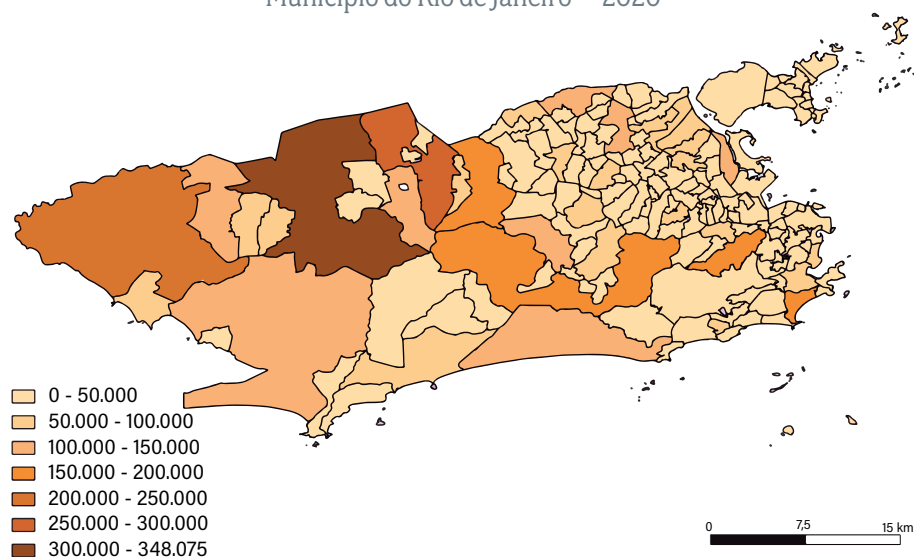 Município do Rio de Janeiro – 2020
0 - 50.000
50.000 - 100.000
100.000 - 150.000
150.000 - 200.000
200.000 - 250.000
250.000 - 300.000
300.000 - 348.075
0 7,5 15 km